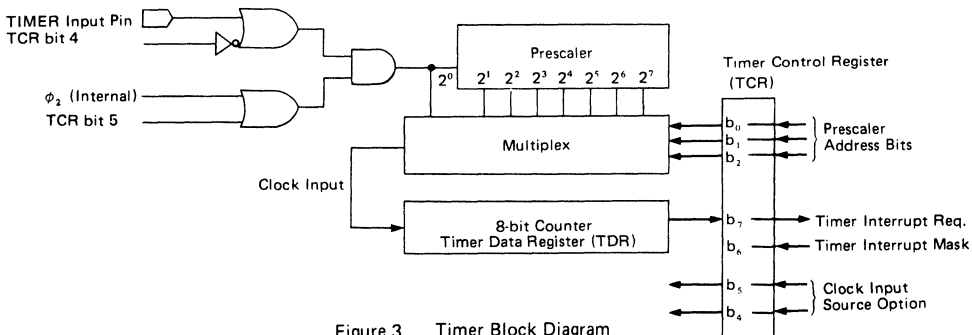 TIMER Input Pin
TCR bit 4
φ₂ (Internal)
TCR bit 5
Prescaler
2⁰ 2¹ 2² 2³ 2⁴ 2⁵ 2⁶ 2⁷
Multiplex
Clock Input
8-bit Counter
Timer Data Register (TDR)
Timer Control Register
(TCR)
b₀
b₁
b₂
Prescaler
Address Bits
b₇ Timer Interrupt Req.
b₆ Timer Interrupt Mask
b₅
b₄
Clock Input
Source Option
Figure 3 Timer Block Diagram